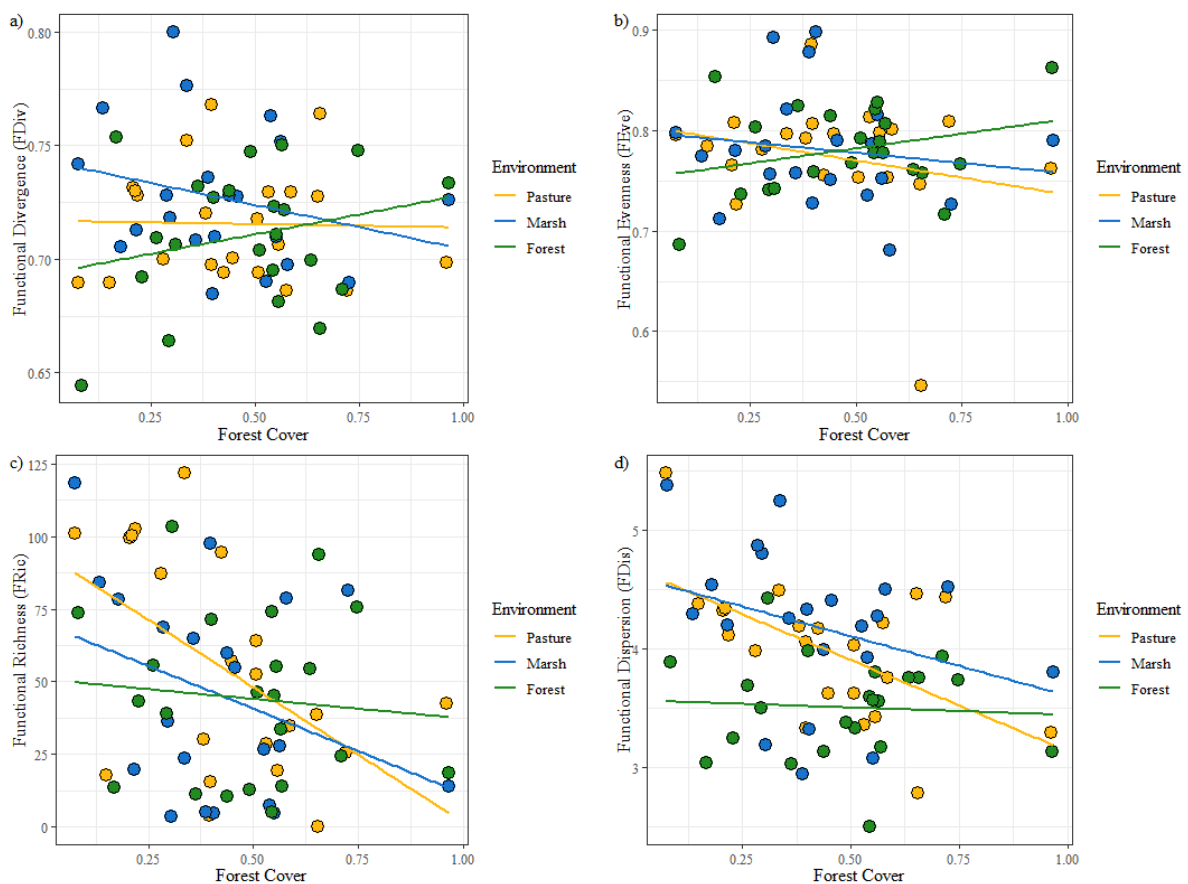 a)
Functional Divergence (FDiv)
0.80
0.75
0.70
0.65
0.25
0.50
0.75
1.00
Forest Cover
Environment
Pasture
Marsh
Forest
b)
Functional Evenness (FEve)
0.9
0.8
0.7
0.6
0.25
0.50
0.75
1.00
Forest Cover
Environment
Pasture
Marsh
Forest
c)
Functional Richness (FRic)
125
100
75
50
25
0
0.25
0.50
0.75
1.00
Forest Cover
Environment
Pasture
Marsh
Forest
d)
Functional Dispersion (FDis)
5
4
3
0.25
0.50
0.75
1.00
Forest Cover
Environment
Pasture
Marsh
Forest